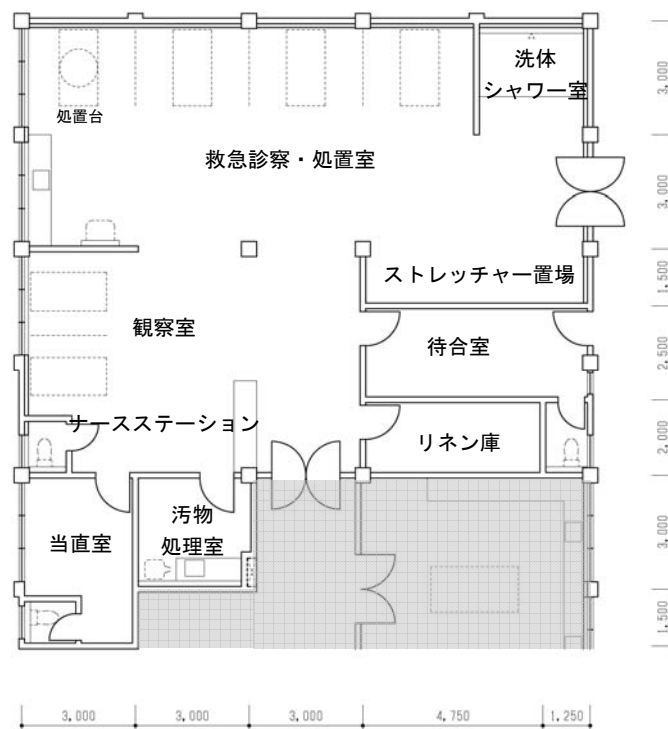 洗体
シャワー室
処置台
救急診察・処置室
ストレッチャー置場
観察室
待合室
ナースステーション
リネン庫
当直室
汚物
処理室
3,000
3,000
1,500
2,500
2,000
3,000
1,500
3,000
3,000
3,000
4,750
1,250